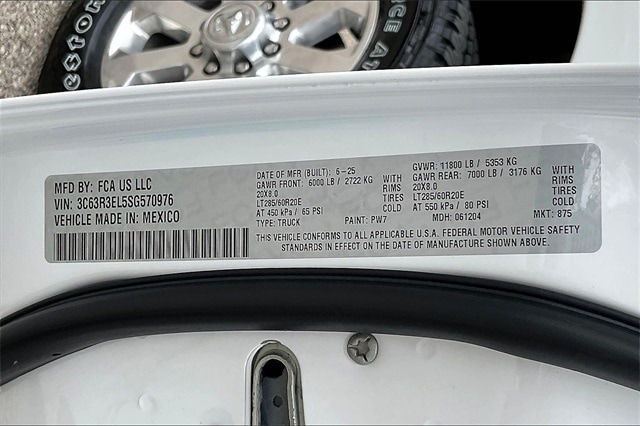 estor
GE AT
MFD BY: FCA US LLC
VIN: 3C63R3EL5SG570976
VEHICLE MADE IN: MEXICO
DATE OF MFR (BUILT): 6-25
GAWR FRONT: 6000 LB / 2722 KG
20X8.0
LT285/60R20E
AT 450 kPa / 65 PSI
TYPE: TRUCK
WITH
RIMS
TIRES
COLD
PAINT: PW7
GVWR: 11800 LB / 5353 KG
GAWR REAR: 7000 LB / 3176 KG
20X8.0
LT285/60R20E
AT 550 kPa / 80 PSI
MDH: 061204
WITH
RIMS
TIRES
COLD
MKT: 875
THIS VEHICLE CONFORMS TO ALL APPLICABLE U.S.A. FEDERAL MOTOR VEHICLE SAFETY
STANDARDS IN EFFECT ON THE DATE OF MANUFACTURE SHOWN ABOVE.